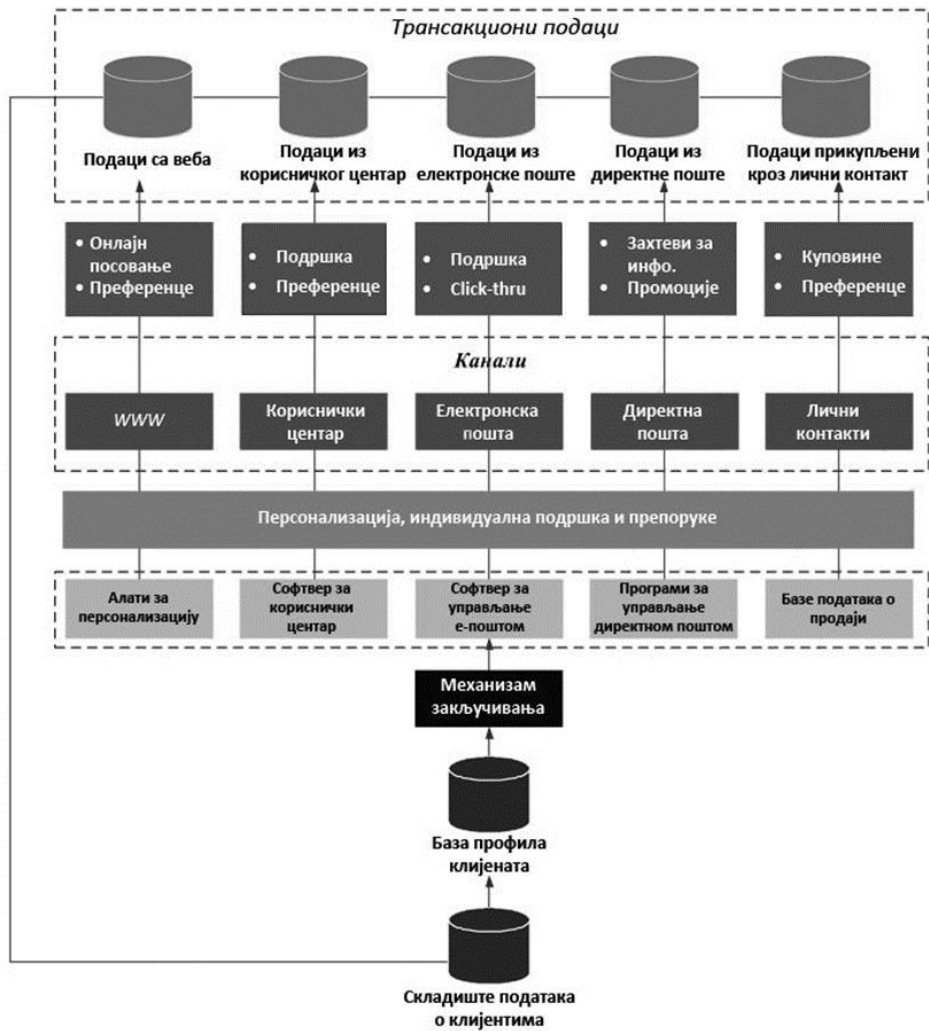 Трансакциони подаци
Подаци са веба
Подаци из
корисничког центар
Подаци из
електронске поште
Подаци из
директне поште
Подаци прикупљени
кроз лични контакт
• Онлајн
посовање
• Преференце
• Подршка
• Преференце
• Подршка
• Click-thru
• Захтеви за
инфо.
• Промоције
• Куповине
• Преференце
Канали
WWW
Кориснички
центар
Електронска
пошта
Директна
пошта
Лични
контакти
Персонализација, индивидуална подршка и препоруке
Алати за
персонализацију
Софтвер за
кориснички
центар
Софтвер за
управљање
е-поштом
Програми за
управљање
директном поштом
Базе података о
продаји
Механизам
закључивања
База профила
клијената
Складиште података
о клијентима